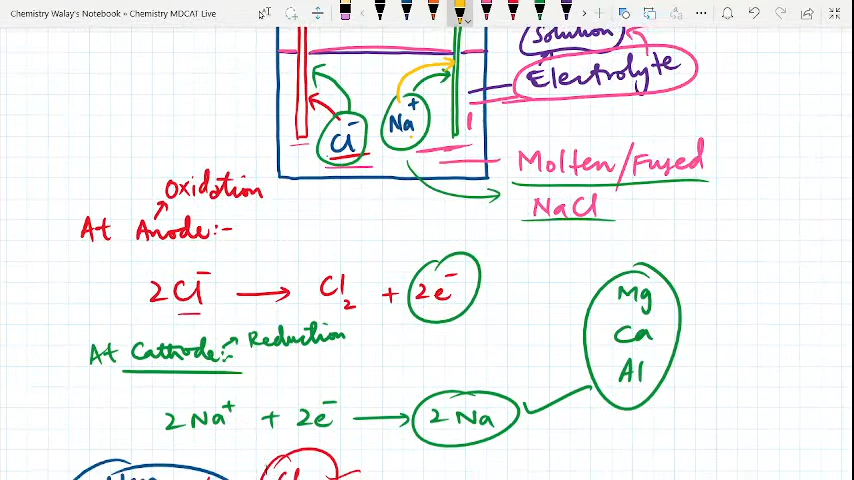 Chemistry Walay's Notebook » Chemistry MDCAT Live
Solution
Electrolyte
Cl⁻
Na⁺
Molten/Fused
NaCl
Oxidation
At Anode:-
2Cl⁻ → Cl₂ + 2e⁻
At Cathode:- Reduction
2Na⁺ + 2e⁻ → 2Na
Mg
Ca
Al